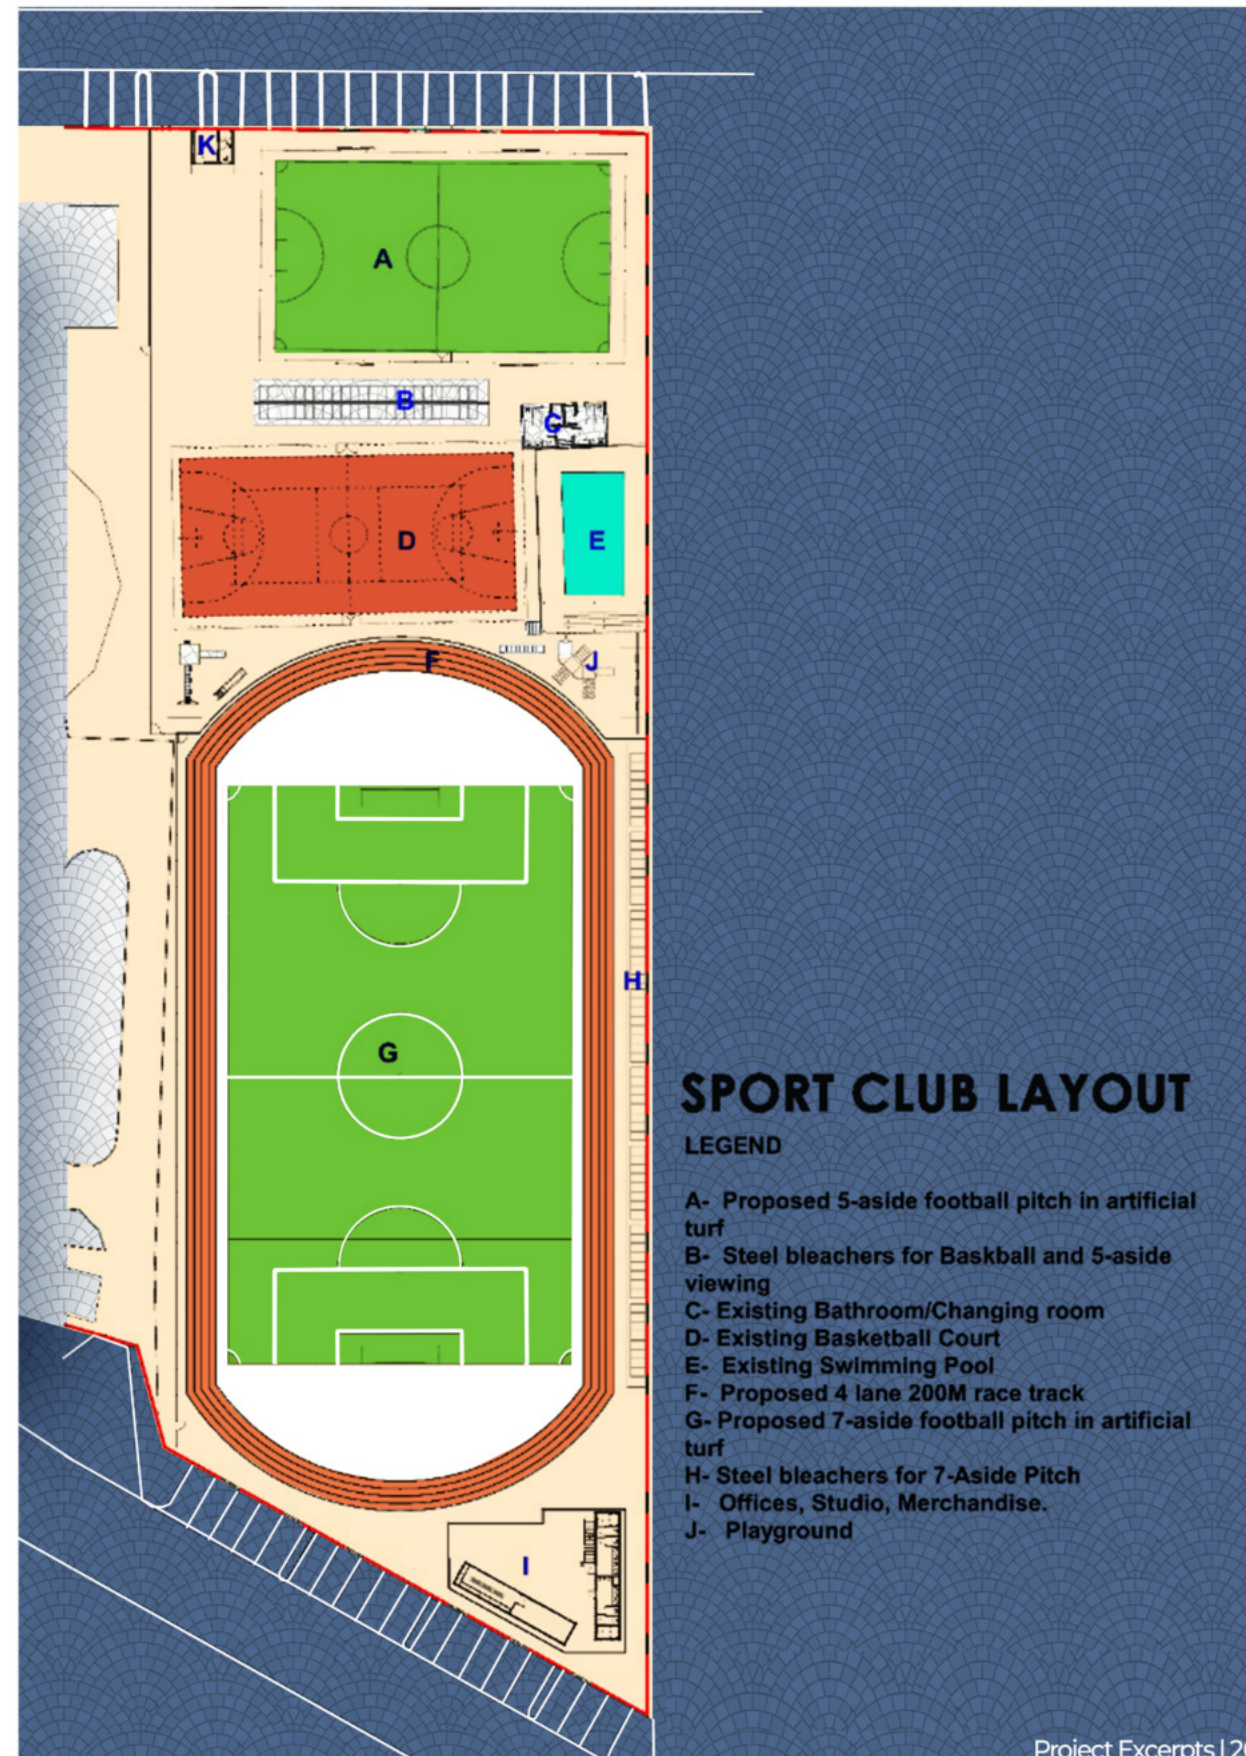 K
A
B
C
D
E
F
J
H
G
I
SPORT CLUB LAYOUT
LEGEND
A- Proposed 5-aside football pitch in artificial
turf
B- Steel bleachers for Baskball and 5-aside
viewing
C- Existing Bathroom/Changing room
D- Existing Basketball Court
E- Existing Swimming Pool
F- Proposed 4 lane 200M race track
G- Proposed 7-aside football pitch in artificial
turf
H- Steel bleachers for 7-Aside Pitch
I- Offices, Studio, Merchandise.
J- Playground
Project Excerpts |